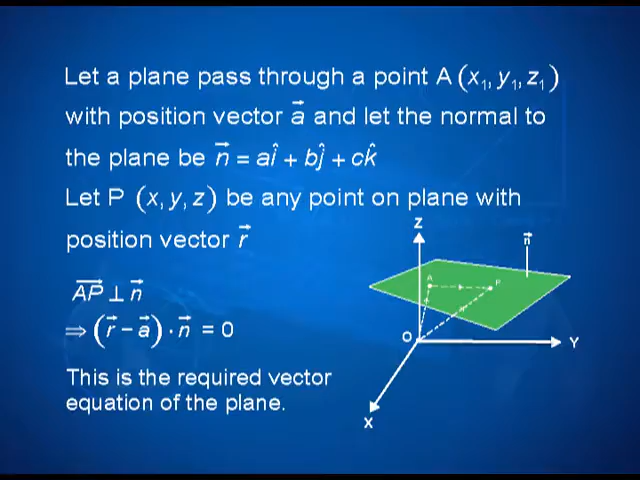 Let a plane pass through a point A (x₁, y₁, z₁)
with position vector a⃗ and let the normal to
the plane be n⃗ = aî + bĵ + ck̂
Let P (x, y, z) be any point on plane with
position vector r⃗
AP⃗ ⊥ n⃗
⇒ (r⃗ − a⃗) · n⃗ = 0
This is the required vector
equation of the plane.
Z
n⃗
A
P
O
Y
X